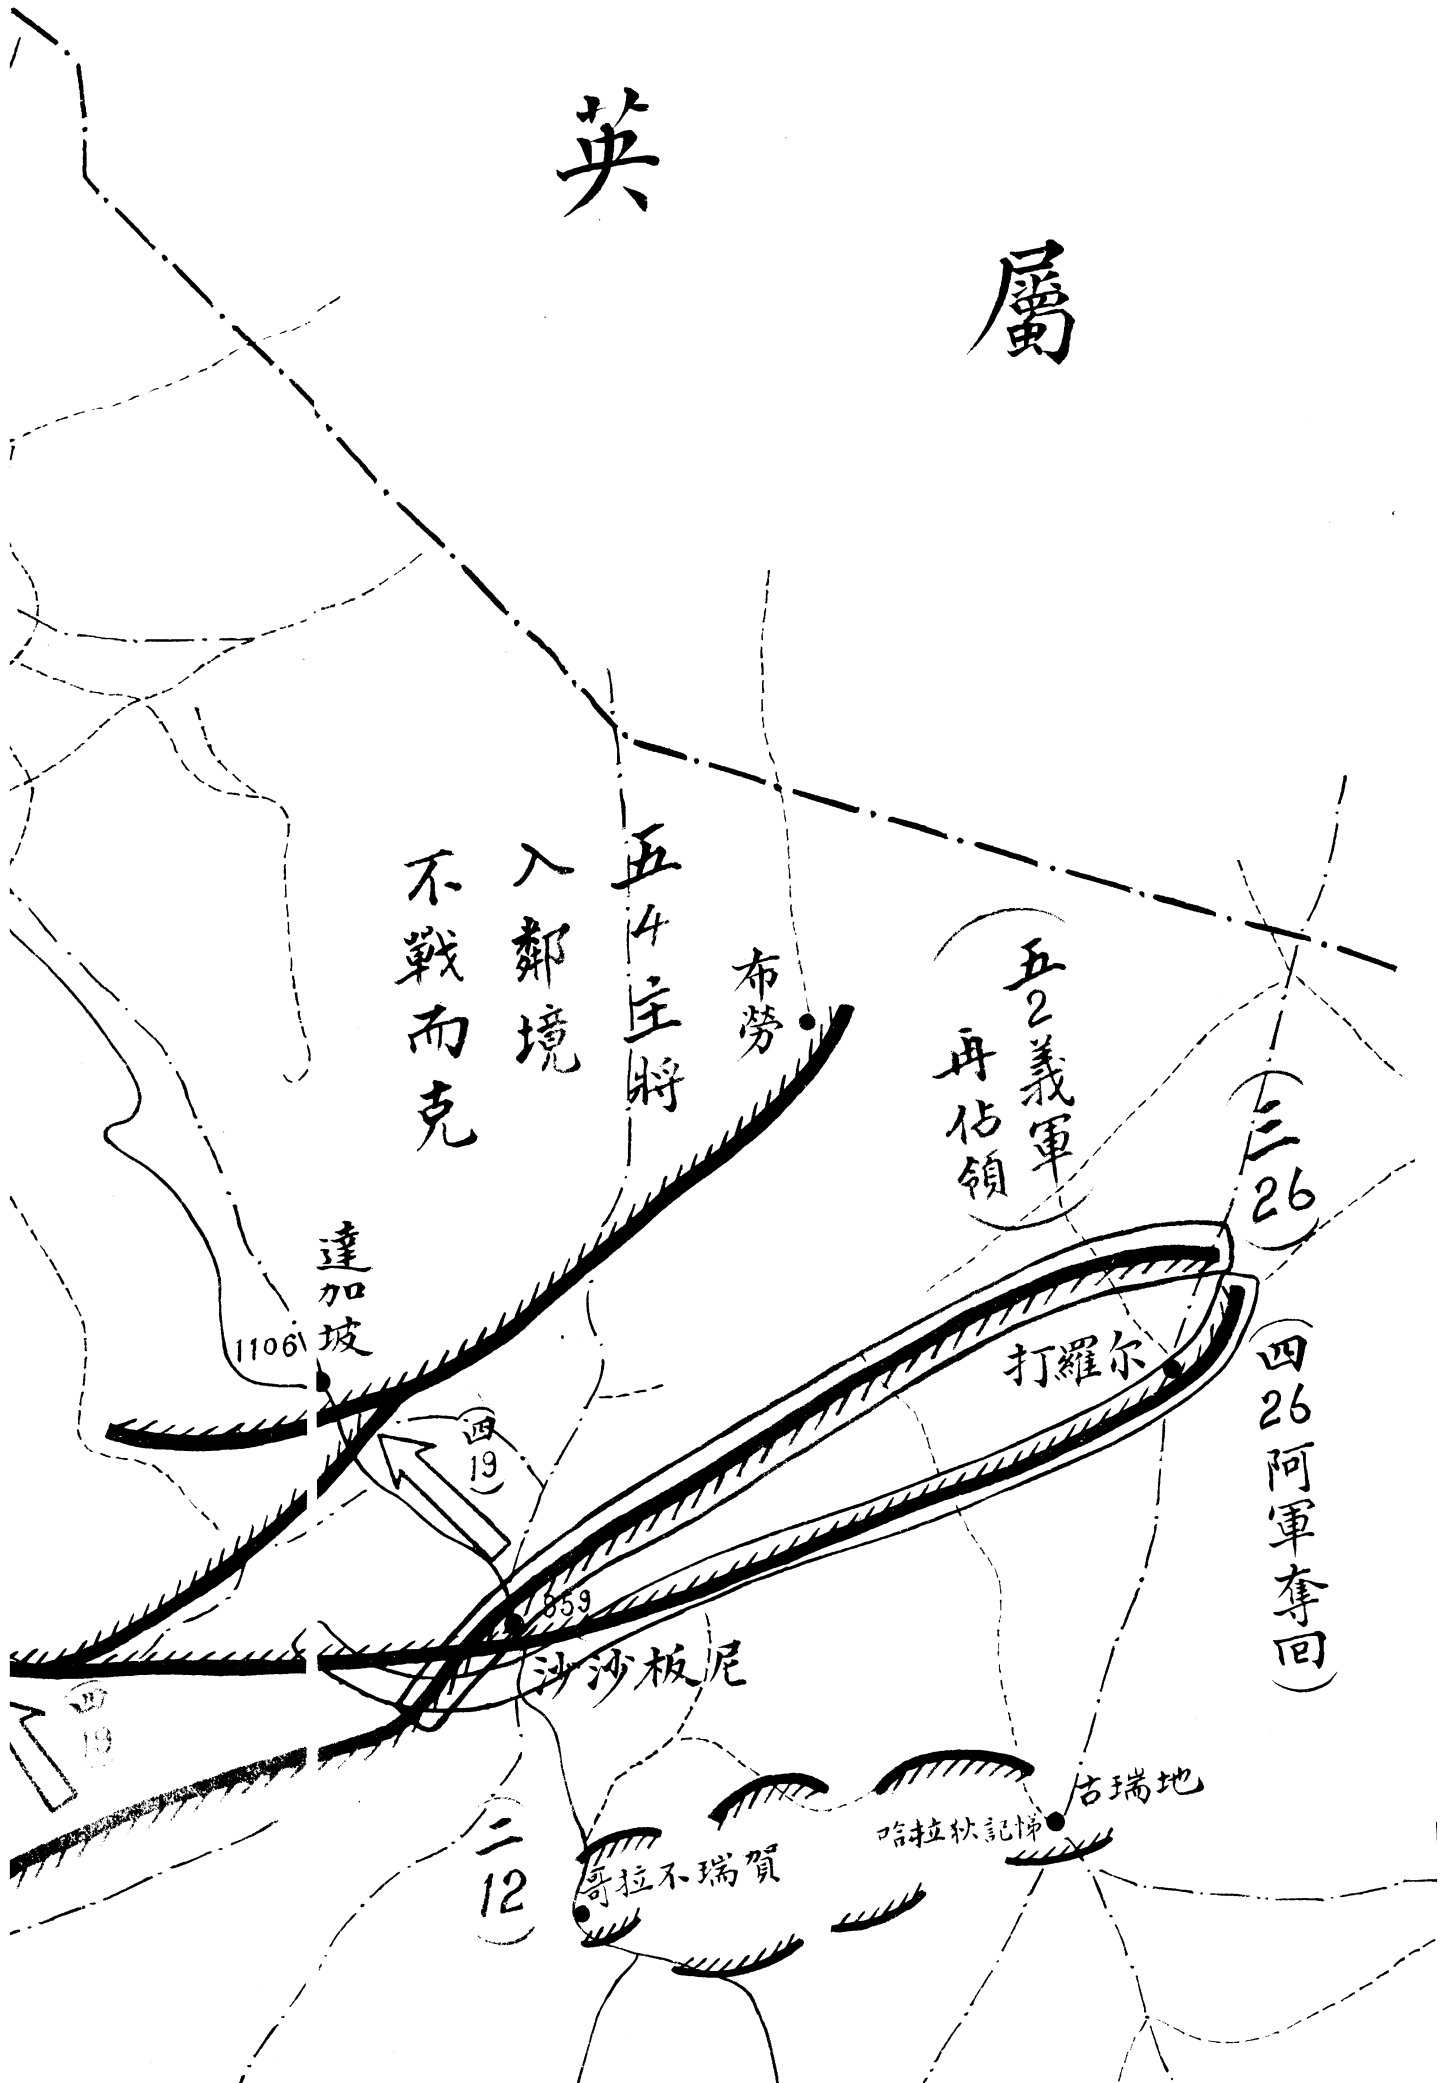 英
屬
五4主將
入鄰境
不戰而克
布勞
五2義軍
再佔領
(三26)
達加坡
1106
打羅尔
(四26阿軍奪回)
(四19)
859
沙沙板尼
(四19)
(二12)
古瑞地
哈拉狄記悌
哥拉不瑞賀